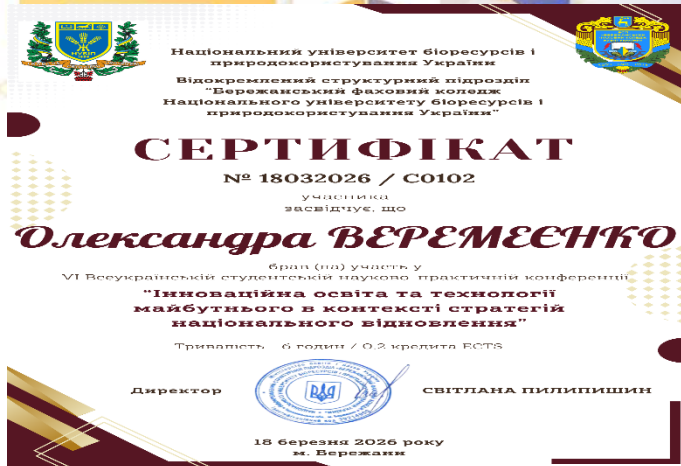 Національний університет біоресурсів і
природокористування України
Відокремлений структурний підрозділ
"Бережанський фаховий коледж
Національного університету біоресурсів і
природокористування України"
СЕРТИФІКАТ
№ 18032026 / С0102
учасника
засвідчує, що
Олександра ВЕРЕМЕЄНКО
брав (ла) участь у
VI Всеукраїнській студентській науково-практичній конференції
"Інноваційна освіта та технології
майбутнього в контексті стратегій
національного відновлення"
Тривалість - 6 годин / 0,2 кредита ECTS
Директор
СВІТЛАНА ПИЛИПИШИН
18 березня 2026 року
м. Бережани